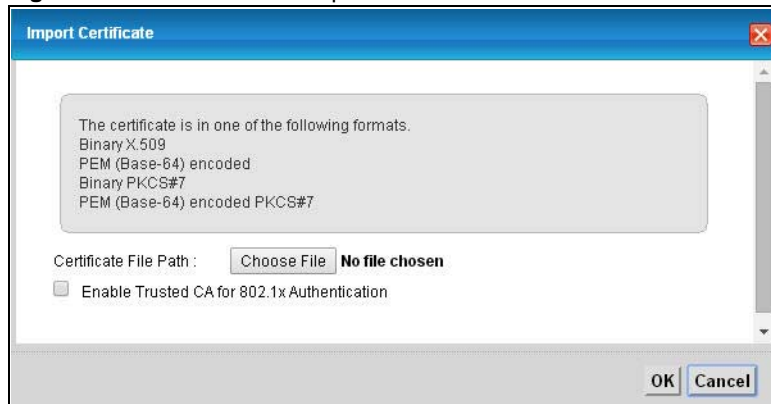 Import Certificate
The certificate is in one of the following formats.
Binary X.509
PEM (Base-64) encoded
Binary PKCS#7
PEM (Base-64) encoded PKCS#7
Certificate File Path : Choose File No file chosen
Enable Trusted CA for 802.1x Authentication
OK Cancel